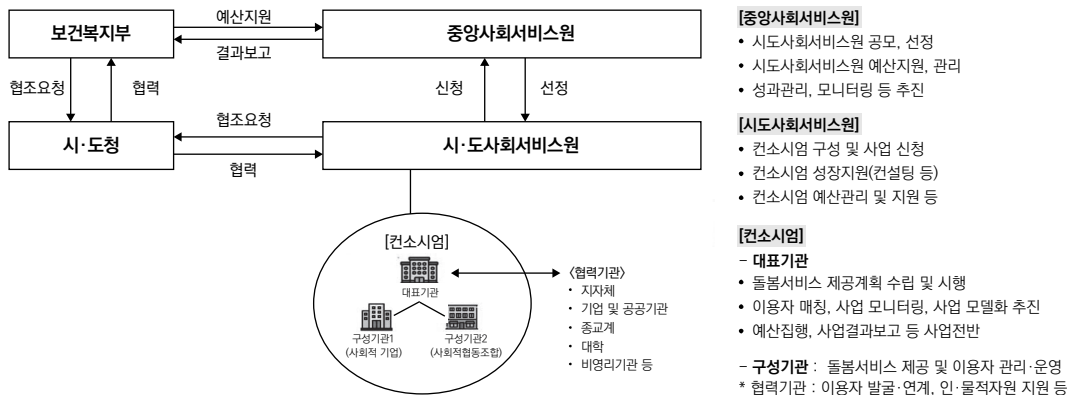 보건복지부
예산지원
결과보고
중앙사회서비스원
협조요청
협력
신청
선정
시·도청
협조요청
협력
시·도사회서비스원
[컨소시엄]
대표기관
구성기관1
(사회적 기업)
구성기관2
(사회적협동조합)
〈협력기관〉
• 지자체
• 기업 및 공공기관
• 종교계
• 대학
• 비영리기관 등
[중앙사회서비스원]
• 시도사회서비스원 공모, 선정
• 시도사회서비스원 예산지원, 관리
• 성과관리, 모니터링 등 추진
[시도사회서비스원]
• 컨소시엄 구성 및 사업 신청
• 컨소시엄 성장지원(컨설팅 등)
• 컨소시엄 예산관리 및 지원 등
[컨소시엄]
– 대표기관
• 돌봄서비스 제공계획 수립 및 시행
• 이용자 매칭, 사업 모니터링, 사업 모델화 추진
• 예산집행, 사업결과보고 등 사업전반
– 구성기관 : 돌봄서비스 제공 및 이용자 관리·운영
* 협력기관 : 이용자 발굴·연계, 인·물적자원 지원 등